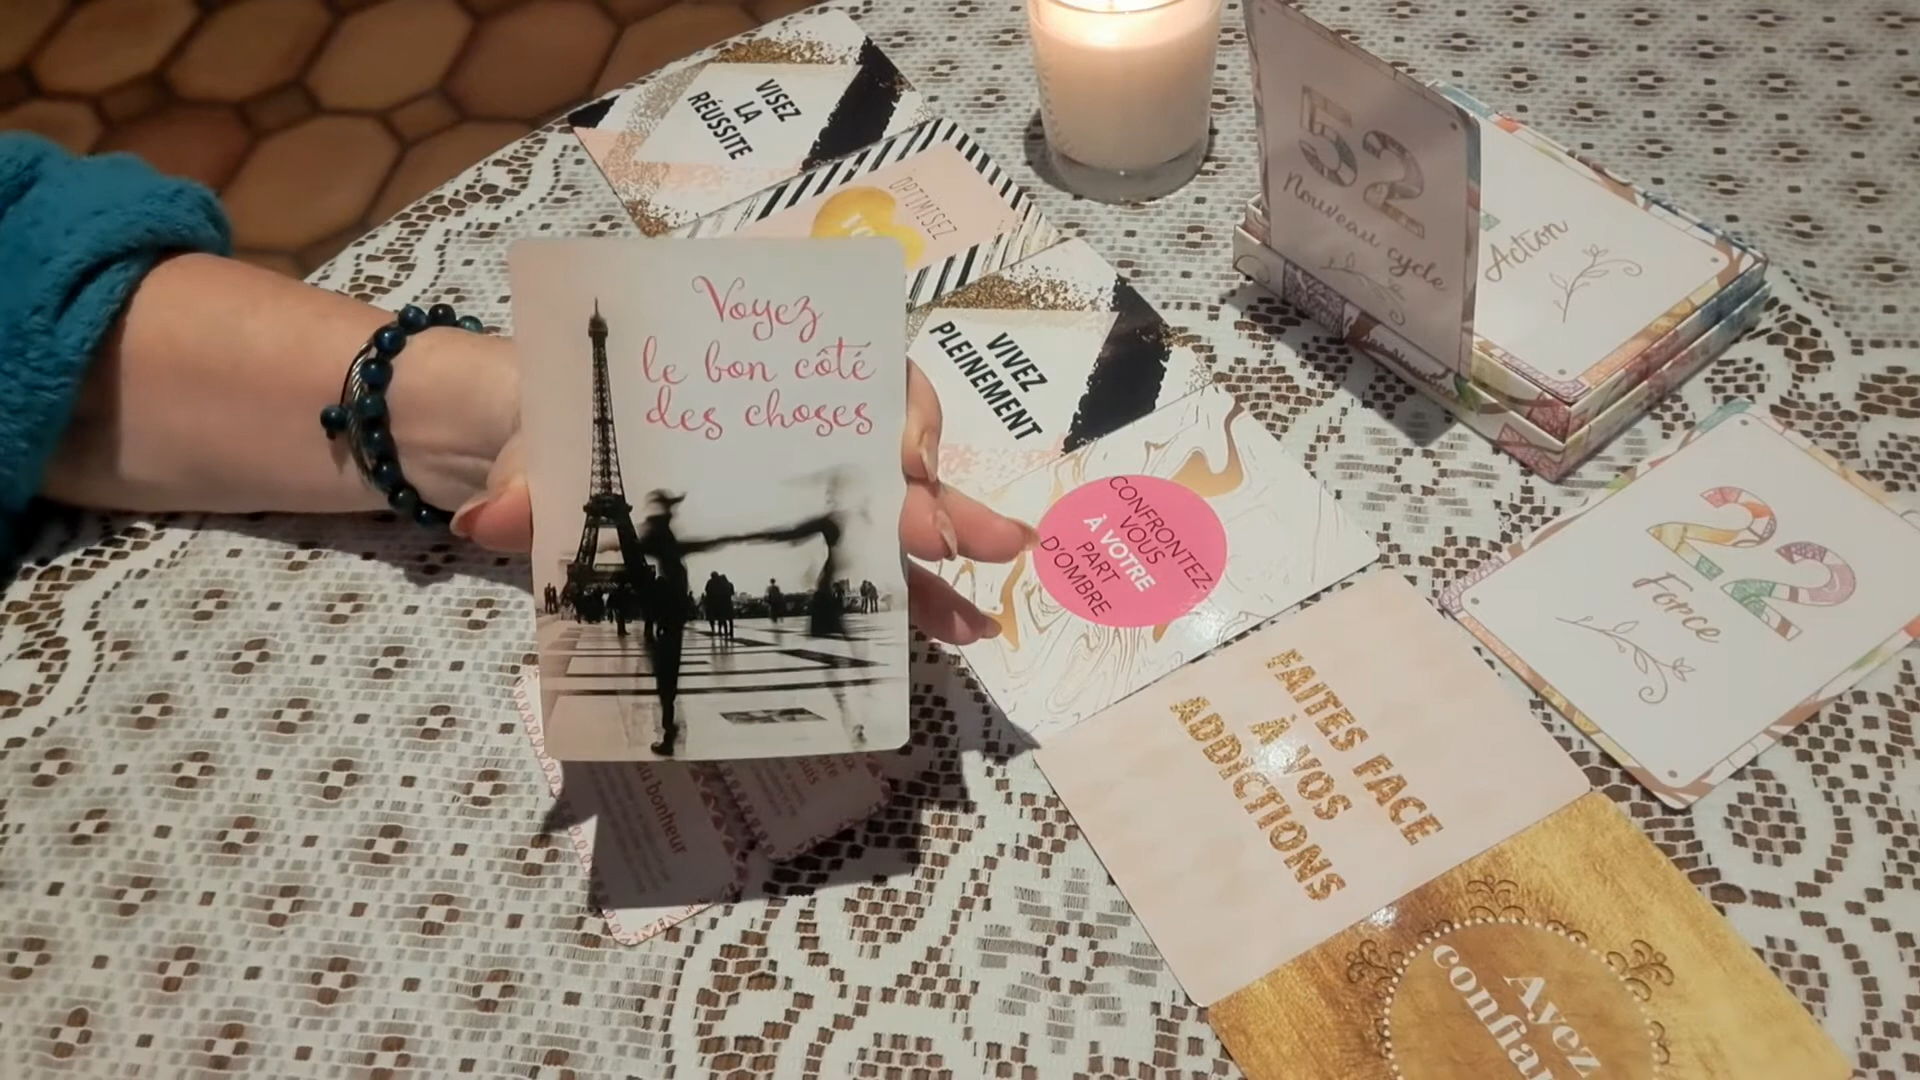 VISEZ
LA
RÉUSSITE
OPTIMISEZ
Voyez
le bon côté
des choses
VIVEZ
PLEINEMENT
52
Nouveau cycle
Action
CONFRONTEZ-
VOUS
À VOTRE
PART
D'OMBRE
22
Force
FAITES FACE
À VOS
ADDICTIONS
Ayez
bonheur